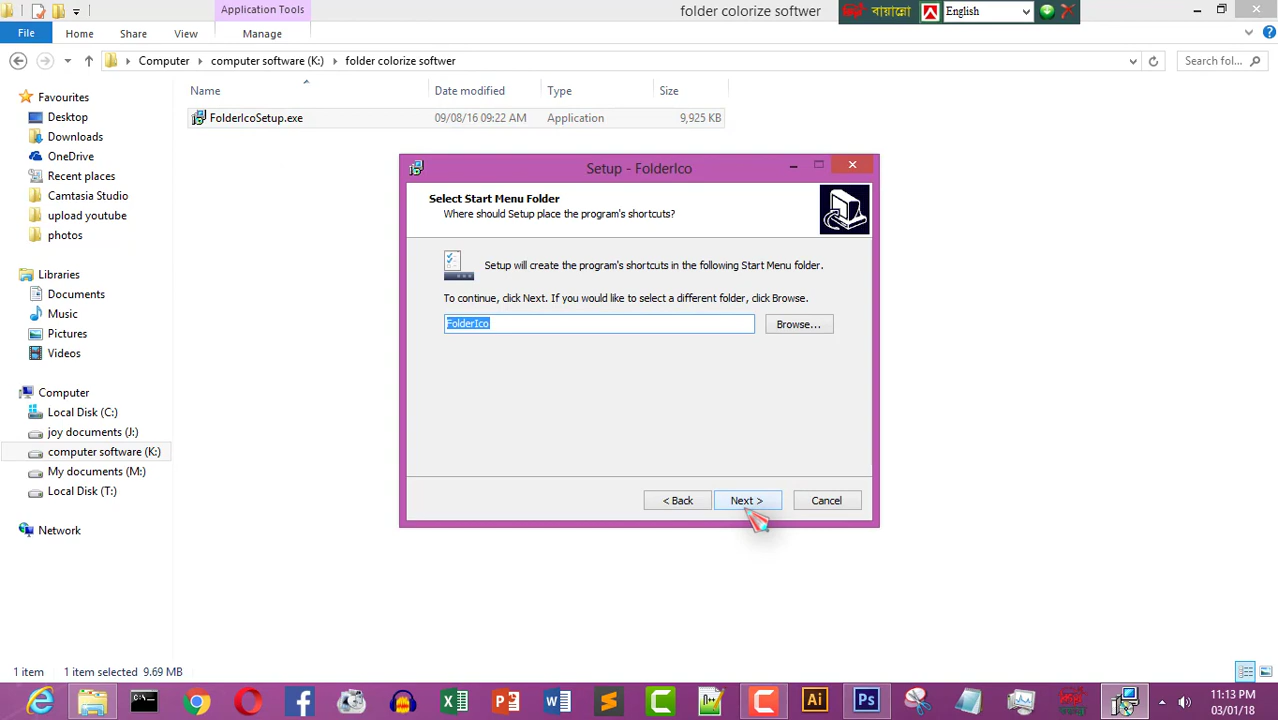 Application Tools
folder colorize softwer
বায়ান্নো
English
File
Home
Share
View
Manage
Computer
computer software (K:)
folder colorize softwer
Search fol...
Name
Date modified
Type
Size
FolderIcoSetup.exe
09/08/16 09:22 AM
Application
9,925 KB
Favourites
Desktop
Downloads
OneDrive
Recent places
Camtasia Studio
upload youtube
photos
Libraries
Documents
Music
Pictures
Videos
Computer
Local Disk (C:)
joy documents (J:)
computer software (K:)
My documents (M:)
Local Disk (T:)
Network
Setup - FolderIco
Select Start Menu Folder
Where should Setup place the program's shortcuts?
Setup will create the program's shortcuts in the following Start Menu folder.
To continue, click Next. If you would like to select a different folder, click Browse.
FolderIco
Browse...
< Back
Next >
Cancel
1 item
1 item selected 9.69 MB
Ai
Ps
11:13 PM
03/01/18